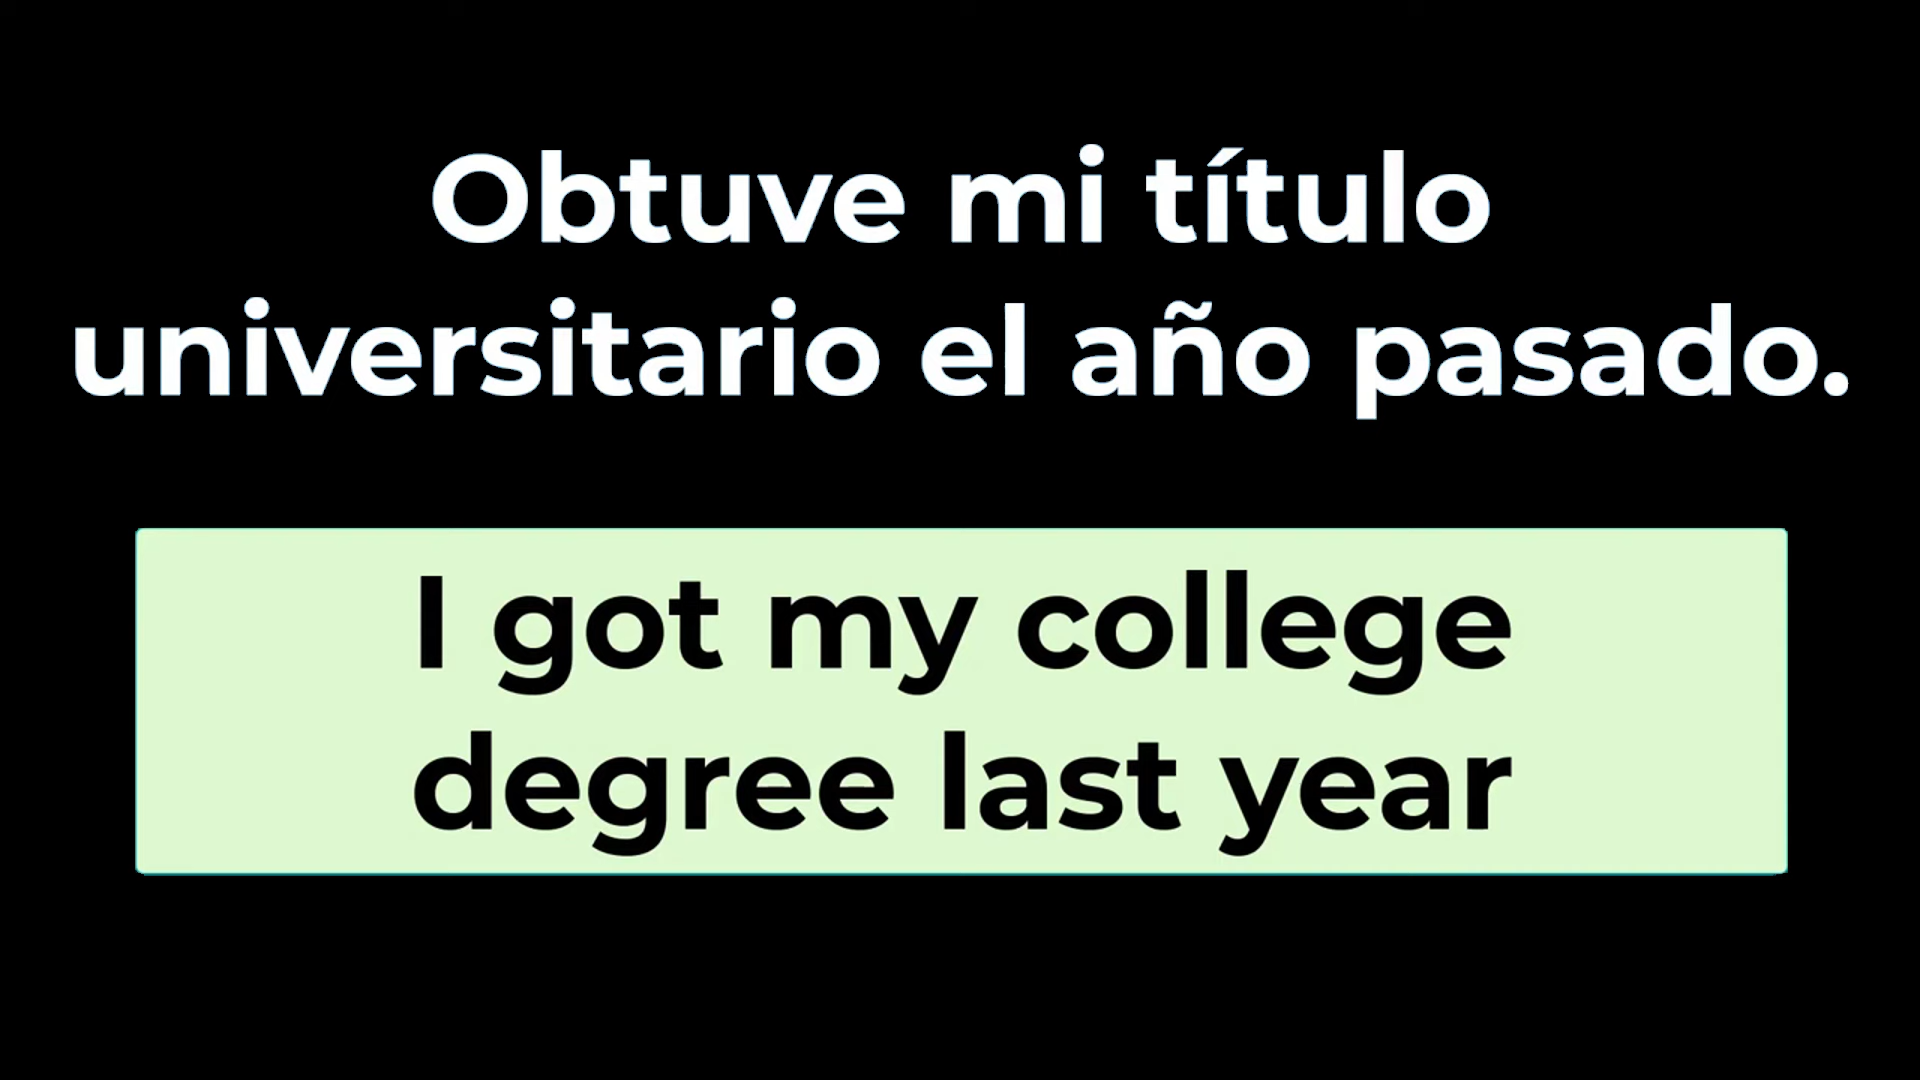 Obtuve mi título
universitario el año pasado.
I got my college
degree last year